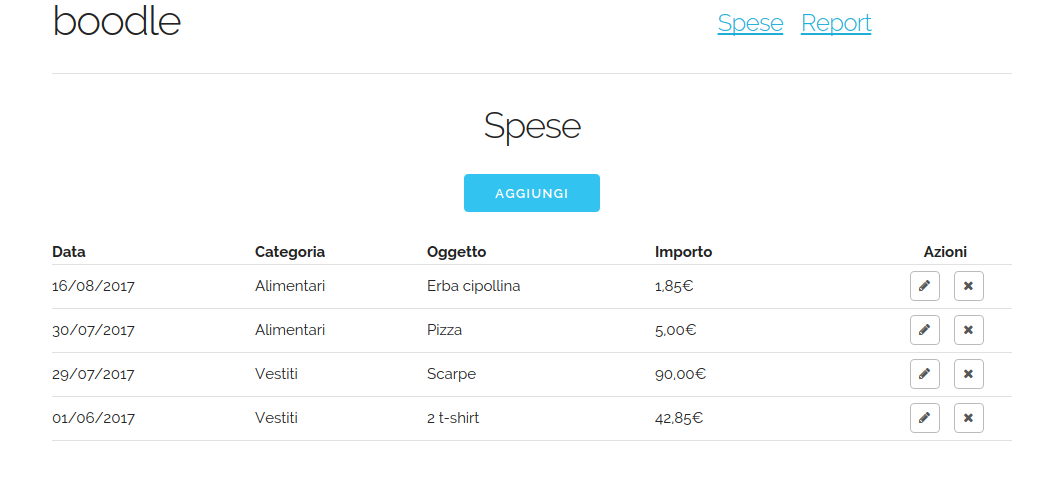 boodle Spese Report
Spese
AGGIUNGI
Data Categoria Oggetto Importo Azioni
16/08/2017 Alimentari Erba cipollina 1,85€
30/07/2017 Alimentari Pizza 5,00€
29/07/2017 Vestiti Scarpe 90,00€
01/06/2017 Vestiti 2 t-shirt 42,85€